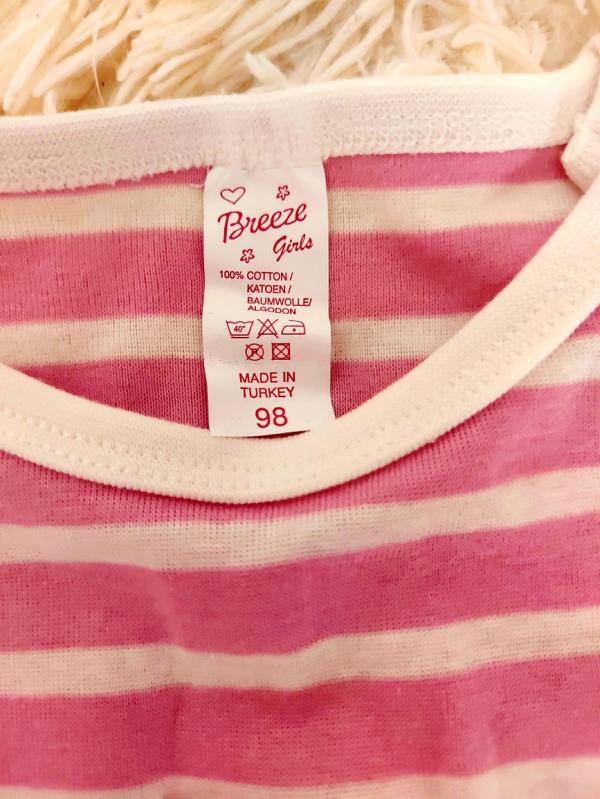 Breeze
Girls
100% COTTON /
KATOEN /
BAUMWOLLE/
ALGODON
40°
MADE IN
TURKEY
98